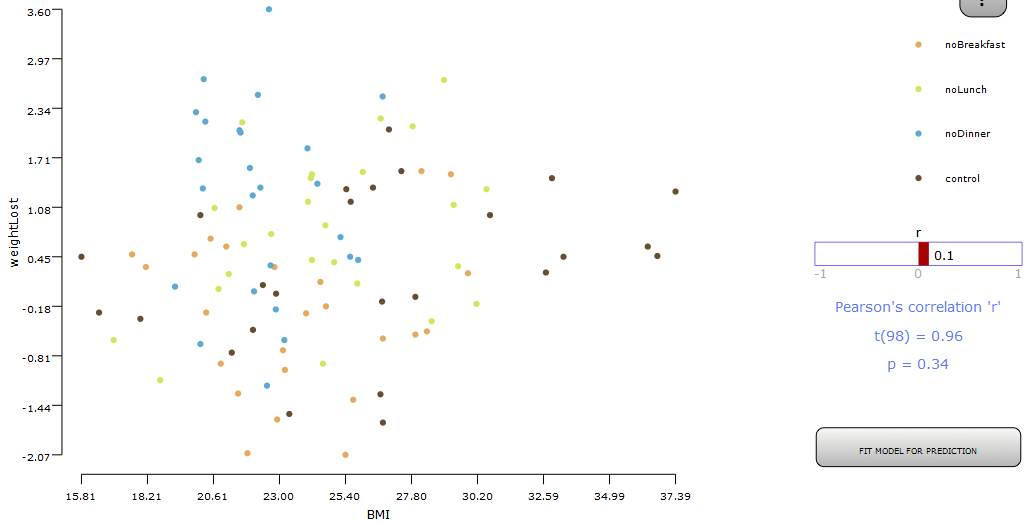 3.60
2.97
2.34
1.71
1.08
0.45
-0.18
-0.81
-1.44
-2.07
weightLost
15.81 18.21 20.61 23.00 25.40 27.80 30.20 32.59 34.99 37.39
BMI
noBreakfast
noLunch
noDinner
control
r
0.1
-1 0 1
Pearson's correlation 'r'
t(98) = 0.96
p = 0.34
FIT MODEL FOR PREDICTION